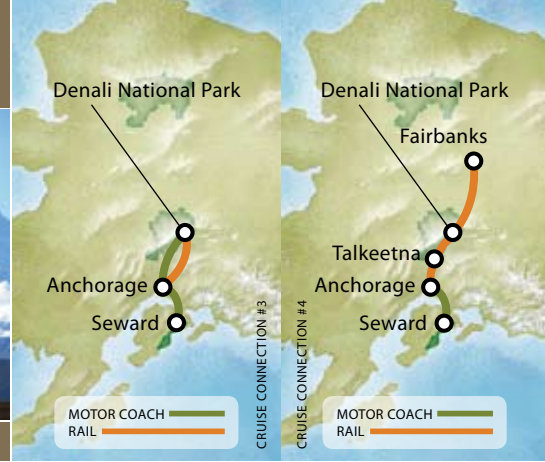 Denali National Park
Anchorage
Seward
MOTOR COACH
RAIL
CRUISE CONNECTION #3
Denali National Park
Fairbanks
Talkeetna
Anchorage
Seward
MOTOR COACH
RAIL
CRUISE CONNECTION #4